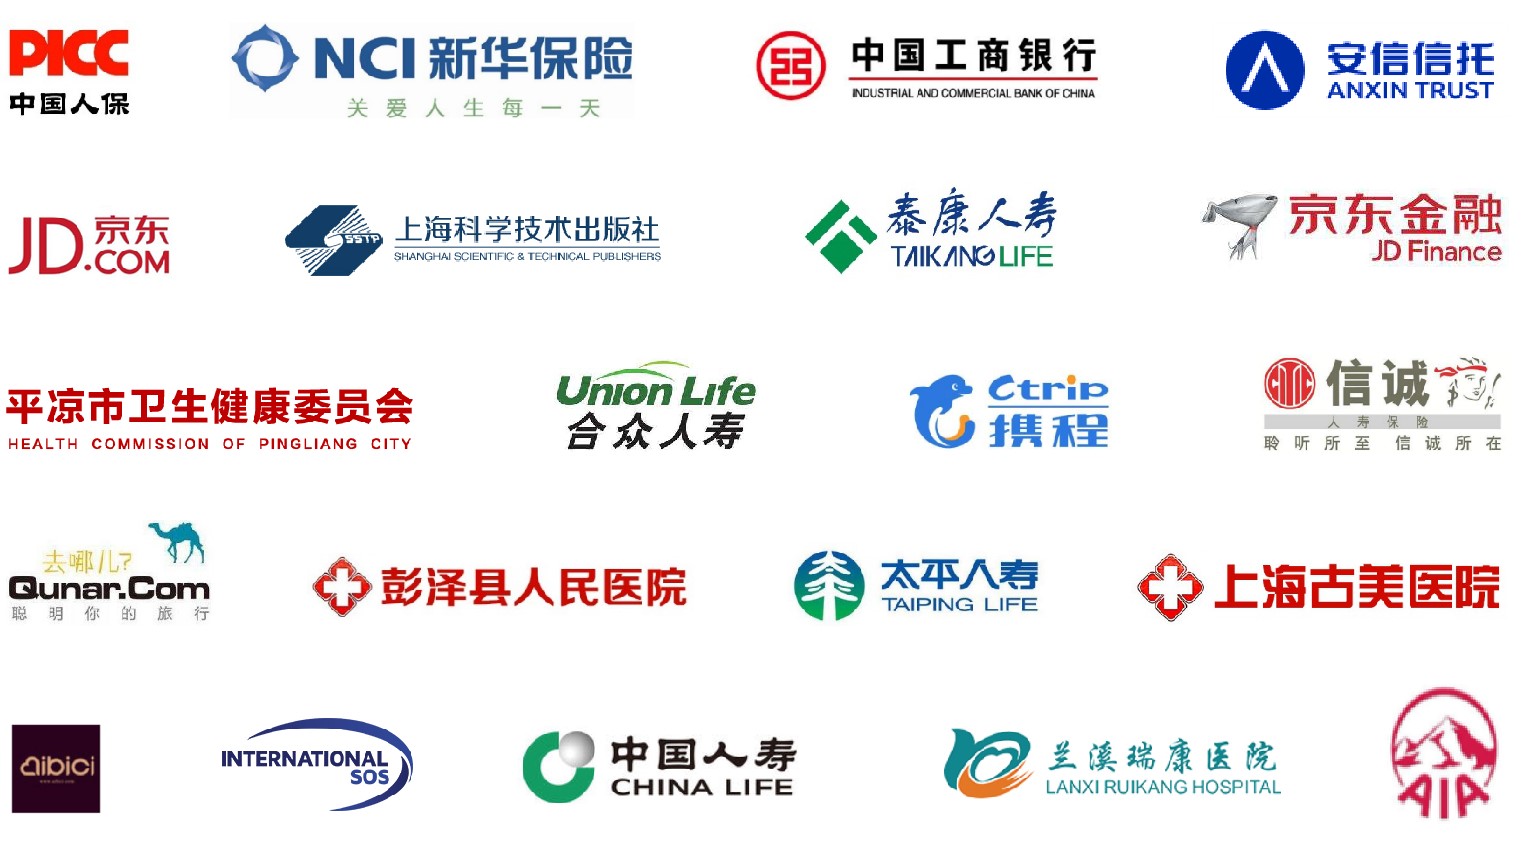 PICC
中国人保
NCI 新华保险
关爱人生每一天
中国工商银行
INDUSTRIAL AND COMMERCIAL BANK OF CHINA
安信信托
ANXIN TRUST
JD 京东
.COM
SSTP
上海科学技术出版社
SHANGHAI SCIENTIFIC & TECHNICAL PUBLISHERS
泰康人寿
TAIKANG LIFE
京东金融
JD Finance
平凉市卫生健康委员会
HEALTH COMMISSION OF PINGLIANG CITY
Union Life
合众人寿
Ctrip
携程
CITIC 信诚
人寿保险
聆听所至 信诚所在
去哪儿?
Qunar.Com
聪明你的旅行
彭泽县人民医院
太平人寿
TAIPING LIFE
上海古美医院
aibici
INTERNATIONAL
SOS
中国人寿
CHINA LIFE
兰溪瑞康医院
LANXI RUIKANG HOSPITAL
AIA